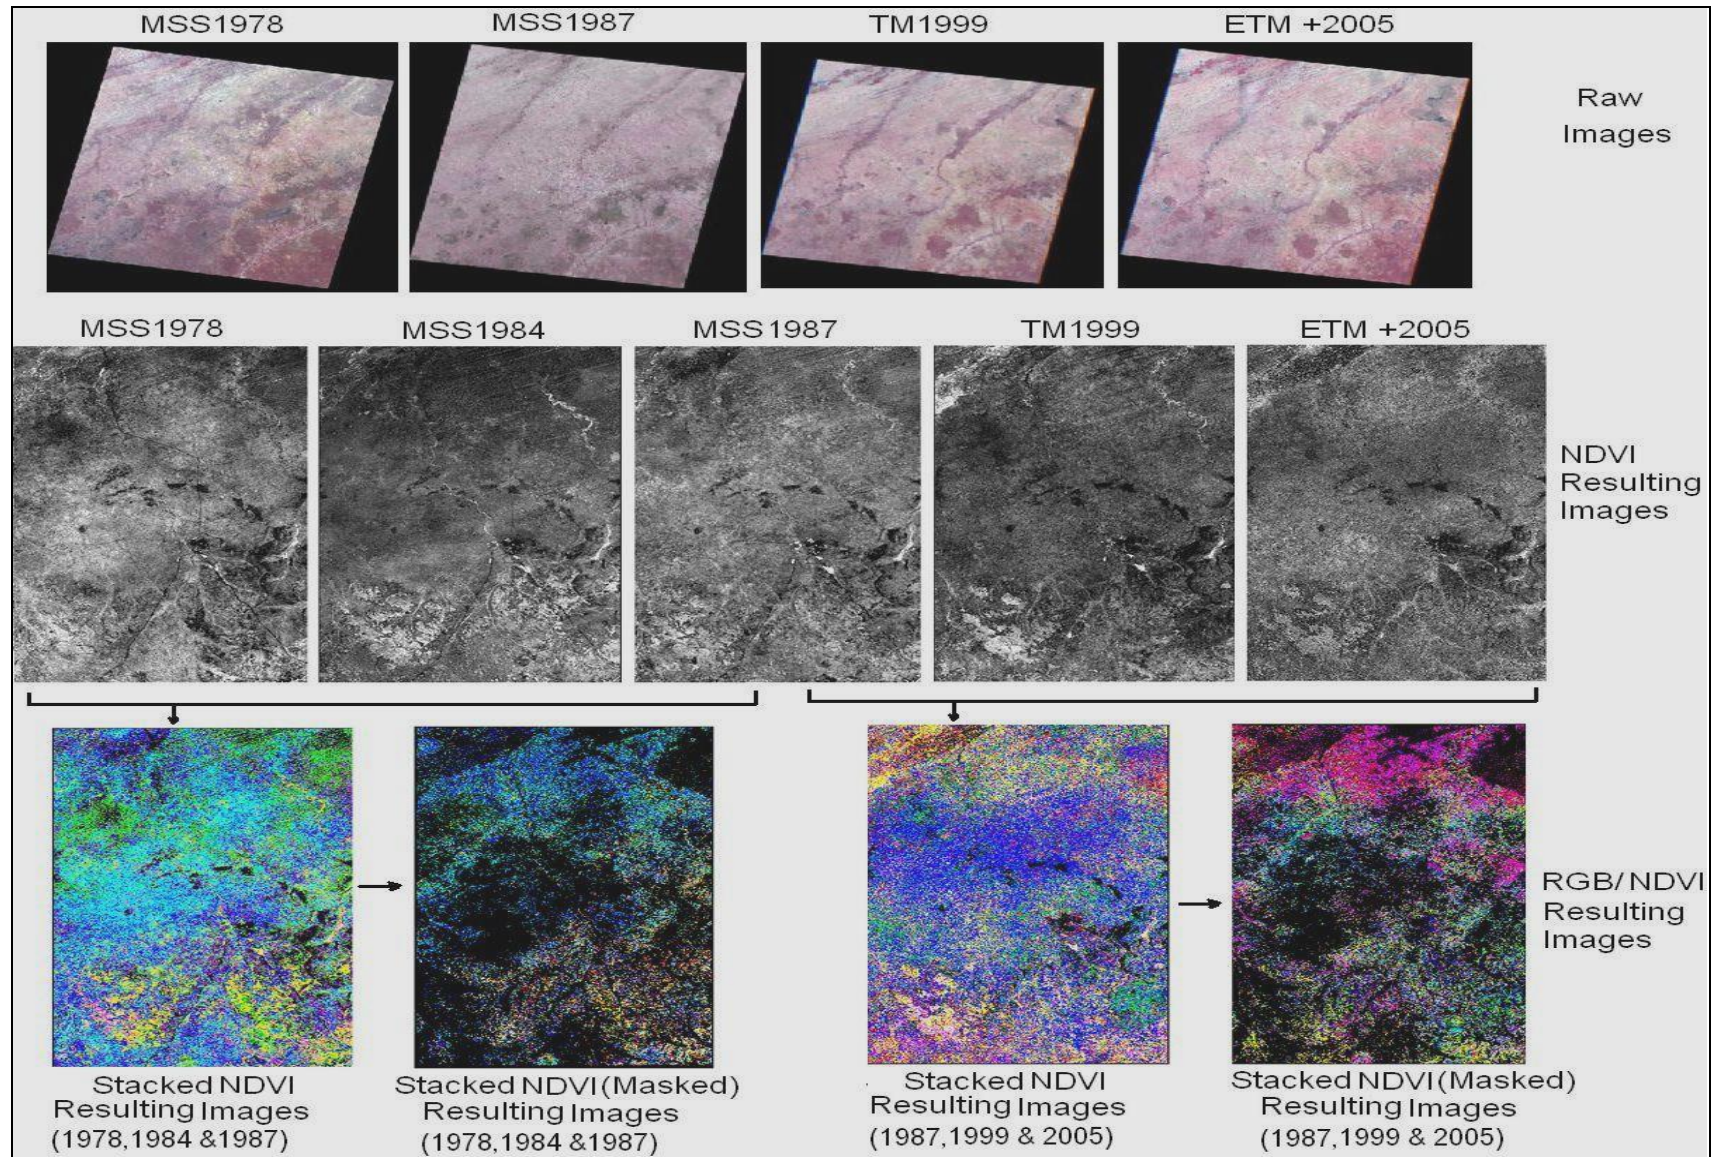 MSS1978
MSS1987
TM1999
ETM +2005
Raw
Images
MSS1978
MSS1984
MSS1987
TM1999
ETM +2005
NDVI
Resulting
Images
RGB/NDVI
Resulting
Images
Stacked NDVI
Resulting Images
(1978,1984 &1987)
Stacked NDVI(Masked)
Resulting Images
(1978,1984 &1987)
Stacked NDVI
Resulting Images
(1987,1999 & 2005)
Stacked NDVI(Masked)
Resulting Images
(1987,1999 & 2005)